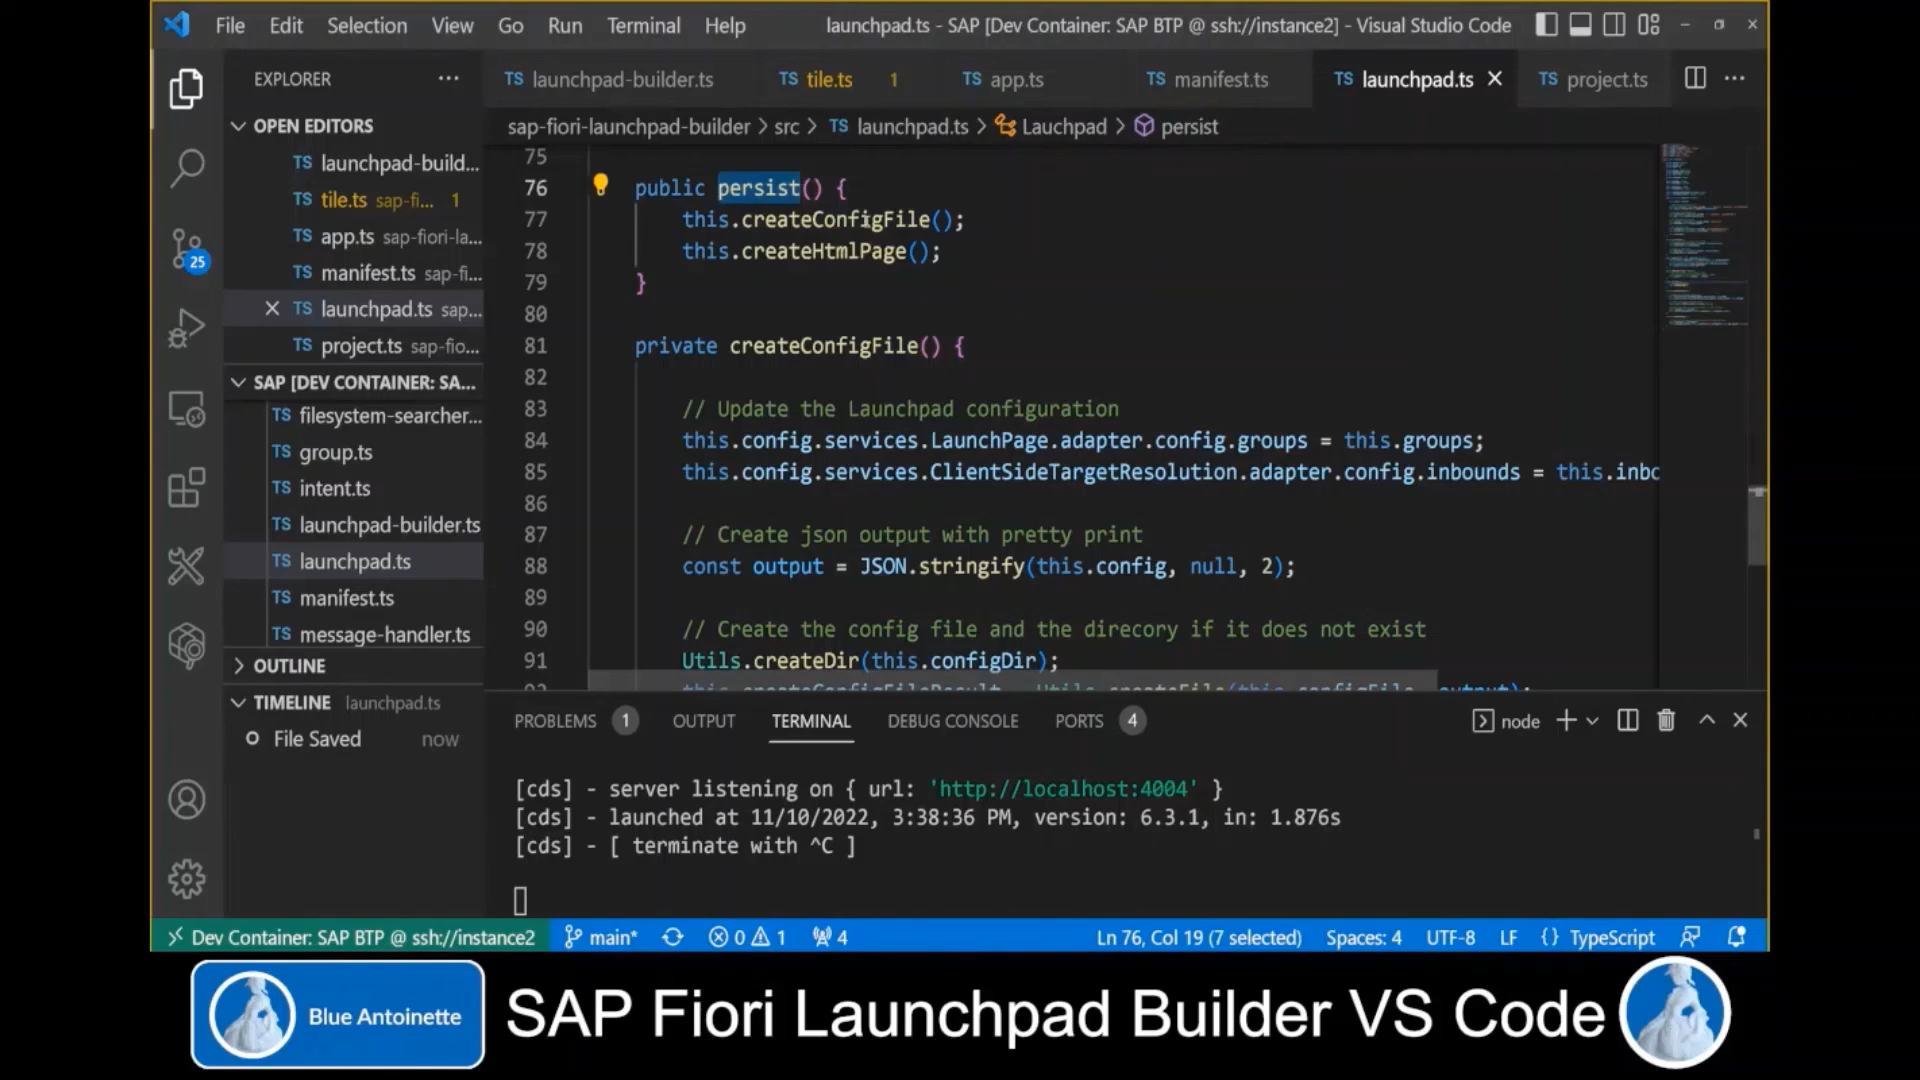 File Edit Selection View Go Run Terminal Help launchpad.ts - SAP [Dev Container: SAP BTP @ ssh://instance2] - Visual Studio Code
EXPLORER
TS launchpad-builder.ts TS tile.ts 1 TS app.ts TS manifest.ts TS launchpad.ts TS project.ts
sap-fiori-launchpad-builder > src > TS launchpad.ts > Lauchpad > persist
OPEN EDITORS
TS launchpad-build...
TS tile.ts sap-fi... 1
TS app.ts sap-fiori-la...
TS manifest.ts sap-fi...
TS launchpad.ts sap...
TS project.ts sap-fio...
SAP [DEV CONTAINER: SA...
TS filesystem-searcher...
TS group.ts
TS intent.ts
TS launchpad-builder.ts
TS launchpad.ts
TS manifest.ts
TS message-handler.ts
OUTLINE
TIMELINE launchpad.ts
File Saved now
25
75
76 public persist() {
77 this.createConfigFile();
78 this.createHtmlPage();
79 }
80
81 private createConfigFile() {
82
83 // Update the Launchpad configuration
84 this.config.services.LaunchPage.adapter.config.groups = this.groups;
85 this.config.services.ClientSideTargetResolution.adapter.config.inbounds = this.inbo
86
87 // Create json output with pretty print
88 const output = JSON.stringify(this.config, null, 2);
89
90 // Create the config file and the direcory if it does not exist
91 Utils.createDir(this.configDir);
PROBLEMS 1 OUTPUT TERMINAL DEBUG CONSOLE PORTS 4 node
[cds] - server listening on { url: 'http://localhost:4004' }
[cds] - launched at 11/10/2022, 3:38:36 PM, version: 6.3.1, in: 1.876s
[cds] - [ terminate with ^C ]
Dev Container: SAP BTP @ ssh://instance2 main* 0 1 4 Ln 76, Col 19 (7 selected) Spaces: 4 UTF-8 LF {} TypeScript
Blue Antoinette
SAP Fiori Launchpad Builder VS Code